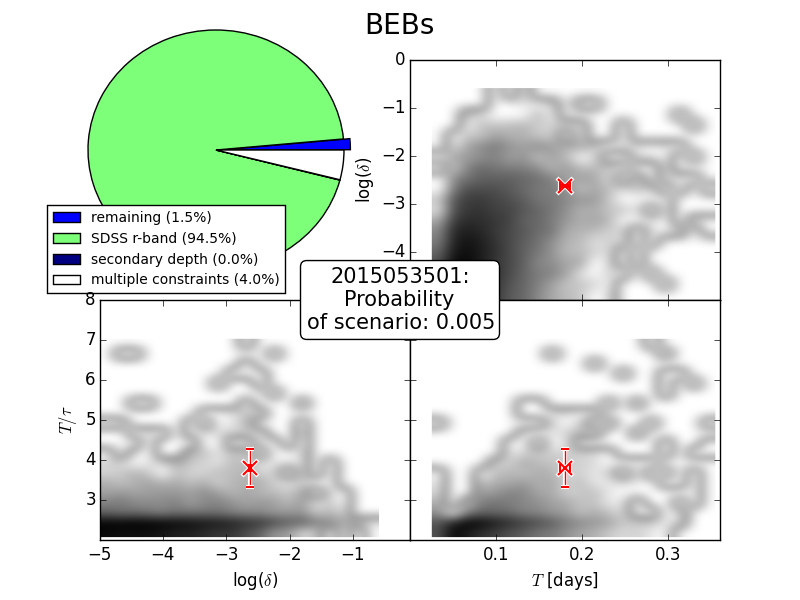 BEBs
remaining (1.5%)
SDSS r-band (94.5%)
secondary depth (0.0%)
multiple constraints (4.0%)
0
−1
−2
−3
−4
log(δ)
2015053501:
Probability
of scenario: 0.005
8
7
6
5
4
3
T/τ
−5 −4 −3 −2 −1
log(δ)
0.1 0.2 0.3
T [days]